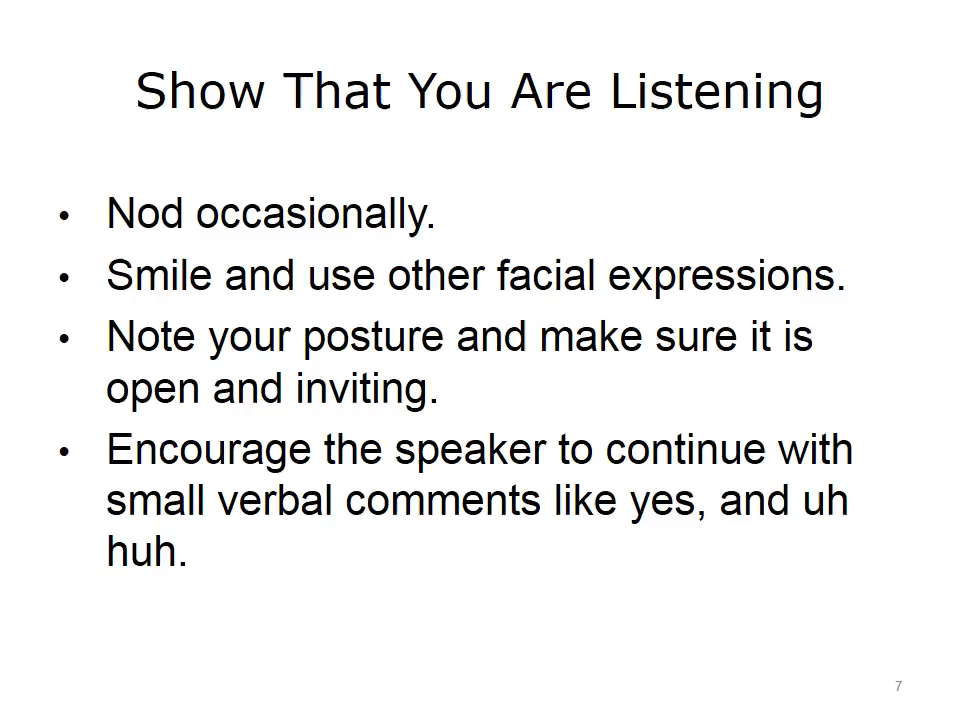 Show That You Are Listening
• Nod occasionally.
• Smile and use other facial expressions.
• Note your posture and make sure it is
open and inviting.
• Encourage the speaker to continue with
small verbal comments like yes, and uh
huh.
7